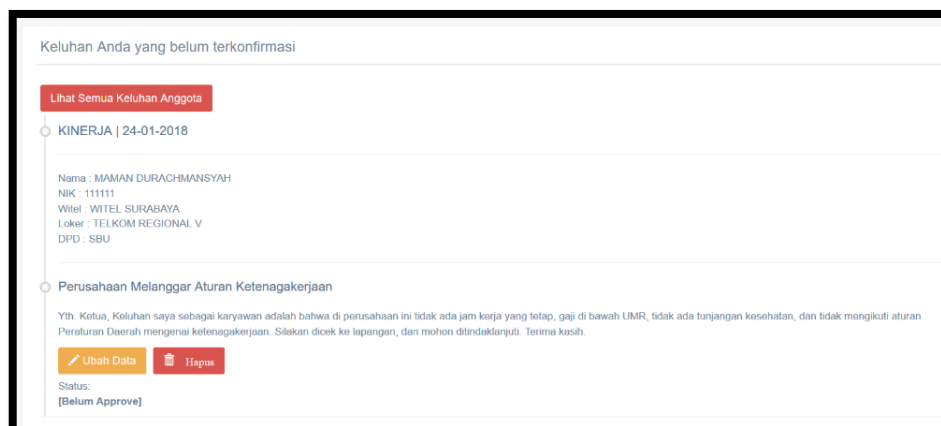 Keluhan Anda yang belum terkonfirmasi
Lihat Semua Keluhan Anggota
KINERJA | 24-01-2018
Nama : MAMAN DURACHMANSYAH
NIK : 111111
Witel : WITEL SURABAYA
Loker : TELKOM REGIONAL V
DPD : SBU
Perusahaan Melanggar Aturan Ketenagakerjaan
Yth. Ketua, Keluhan saya sebagai karyawan adalah bahwa di perusahaan ini tidak ada jam kerja yang tetap, gaji di bawah UMR, tidak ada tunjangan kesehatan, dan tidak mengikuti aturan
Peraturan Daerah mengenai ketenagakerjaan. Silakan dicek ke lapangan, dan mohon ditindaklanjuti. Terima kasih.
Ubah Data Hapus
Status:
[Belum Approve]